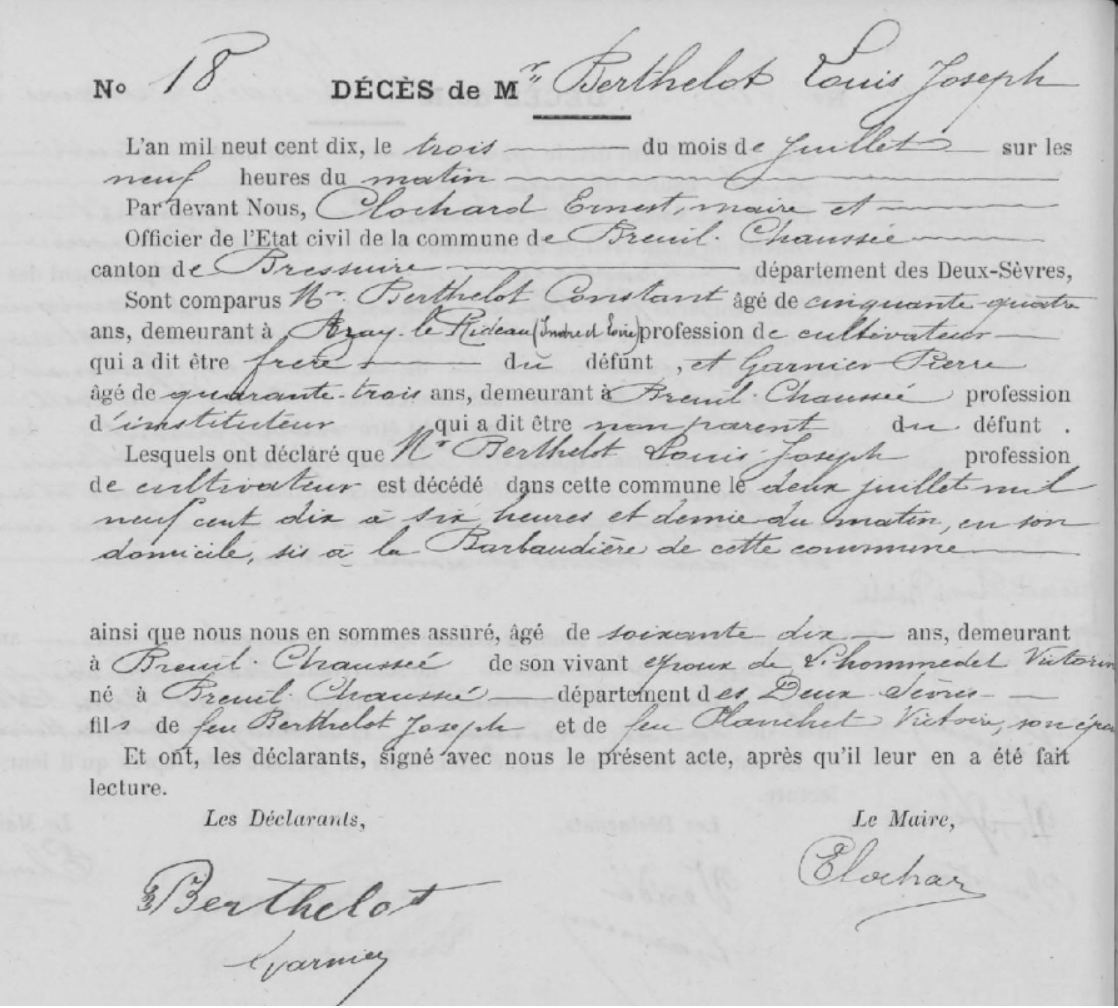 No 18 DÉCÈS de Mr Berthelot Louis Joseph
L'an mil neuf cent dix, le trois du mois de juillet sur les
neuf heures du matin
Par devant Nous, Clochard Ernest, maire et
Officier de l'Etat civil de la commune de Breuil-Chaussée
canton de Bressuire département des Deux-Sèvres,
Sont comparus Mr Berthelot Constant âgé de cinquante-quatre
ans, demeurant à Azay-le-Rideau (Indre et Loire) profession de cultivateur
qui a dit être frère du défunt, et Garnier Pierre
âgé de quarante-trois ans, demeurant à Breuil-Chaussée profession
d'instituteur qui a dit être non parent du défunt.
Lesquels ont déclaré que Mr Berthelot Louis Joseph profession
de cultivateur est décédé dans cette commune le deux juillet mil
neuf cent dix à six heures et demie du matin, en son
domicile, sis à la Barbaudière de cette commune
ainsi que nous nous en sommes assuré, âgé de soixante dix ans, demeurant
à Breuil-Chaussée de son vivant époux de L'hommedet Victorin
né à Breuil-Chaussée département des Deux-Sèvres
fils de feu Berthelot Joseph et de feu Planchet Victoire, son
Et ont, les déclarants, signé avec nous le présent acte, après qu'il leur en a été fait
lecture.
Les Déclarants, Le Maire,
Berthelot EClochar
Garnier